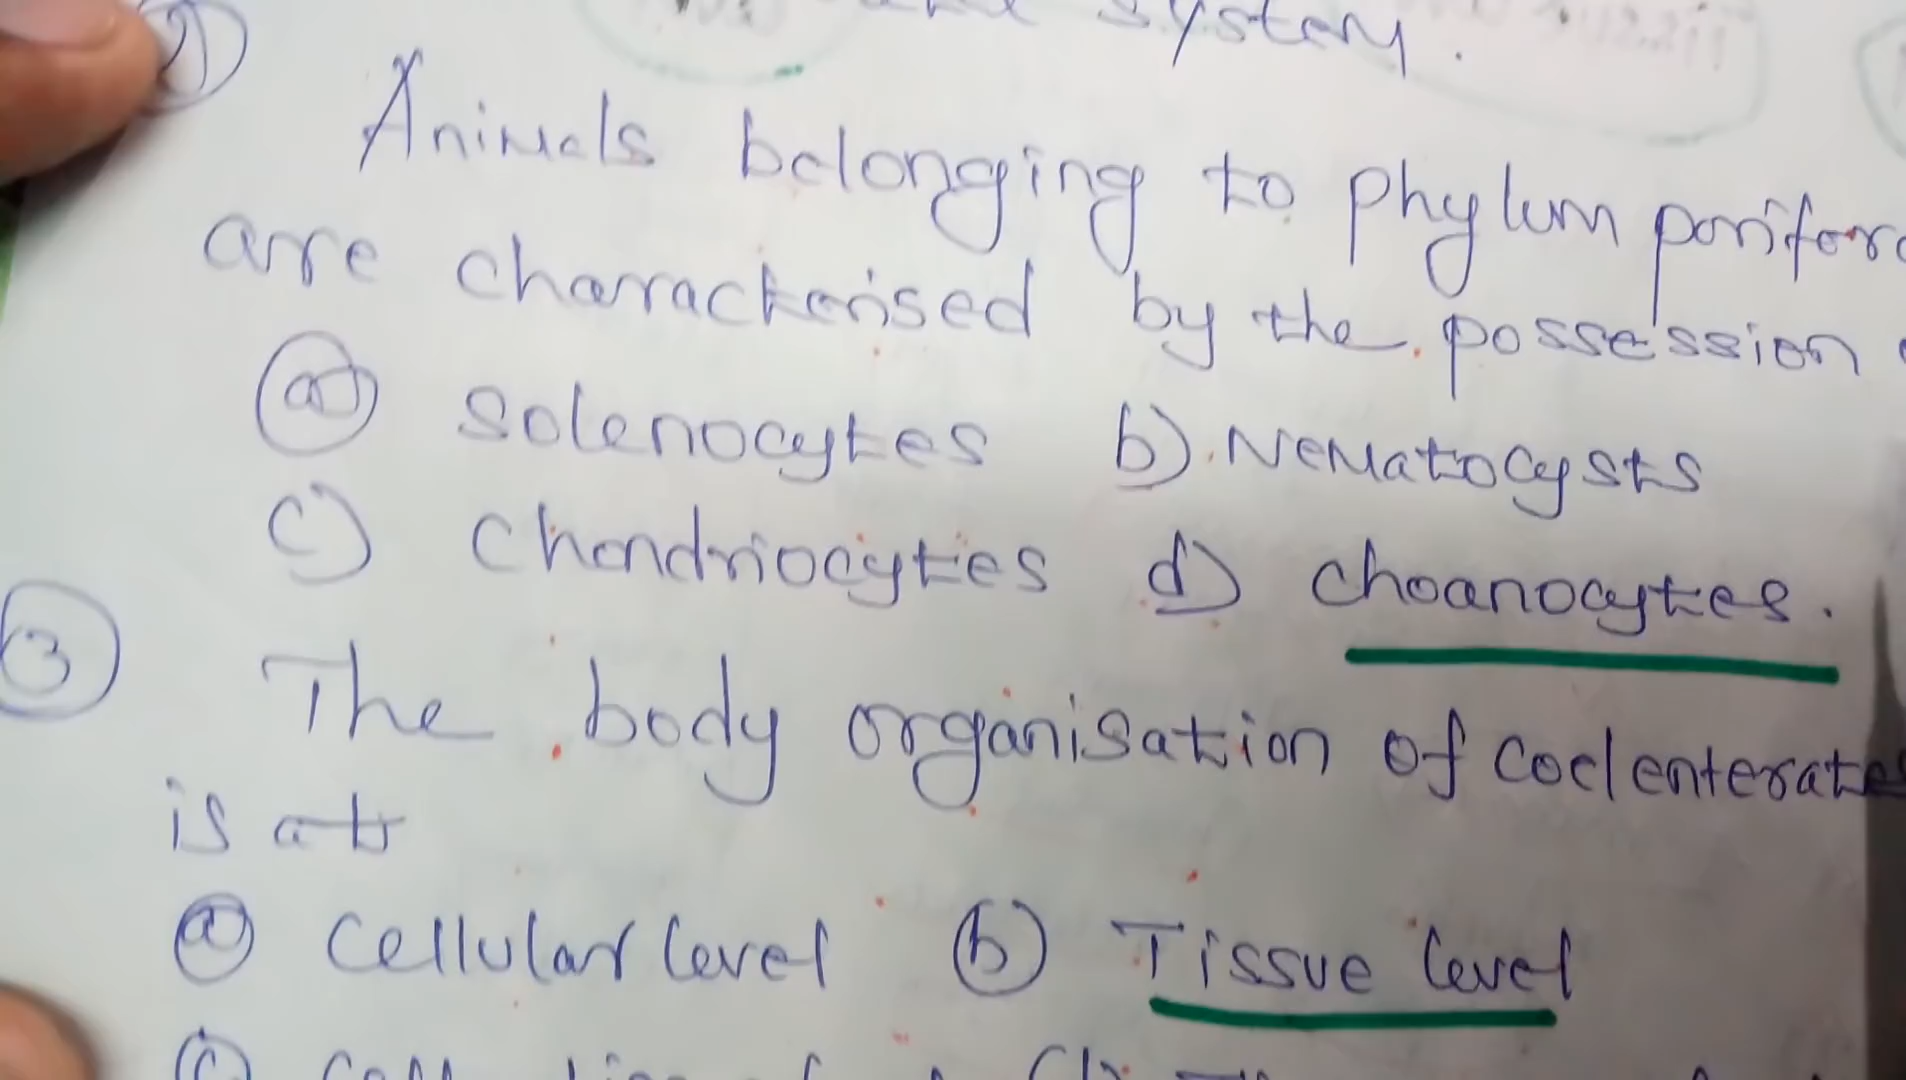 system.
2)
Animals belonging to phylum porifera
are characterised by the possession
a) solenocytes b) Nematocysts
c) chondriocytes d) choanocytes.
3
The body organisation of coelenterates
is at
a) cellular level b) Tissue level